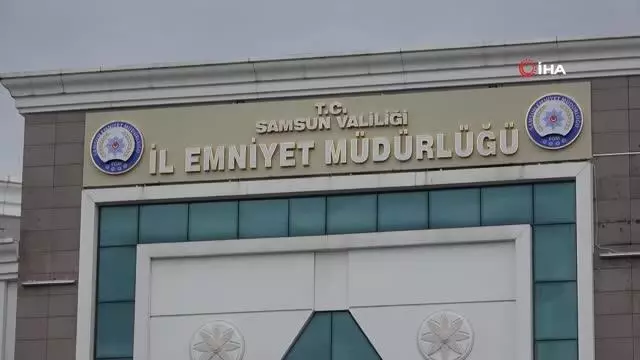 İHA
T.C.
SAMSUN VALİLİĞİ
İL EMNİYET MÜDÜRLÜĞÜ